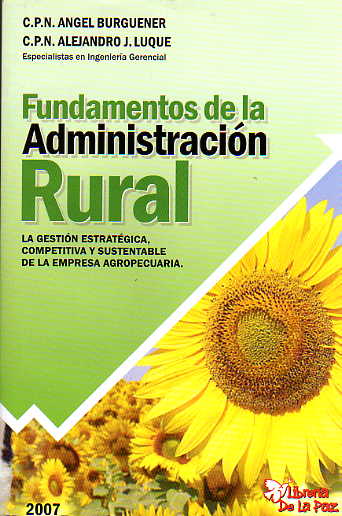 C.P.N. ANGEL BURGUENER
C.P.N. ALEJANDRO J. LUQUE
Especialistas en Ingeniería Gerencial
Fundamentos de la
Administración
Rural
LA GESTIÓN ESTRATÉGICA,
COMPETITIVA Y SUSTENTABLE
DE LA EMPRESA AGROPECUARIA.
2007
Libreria
De La Paz